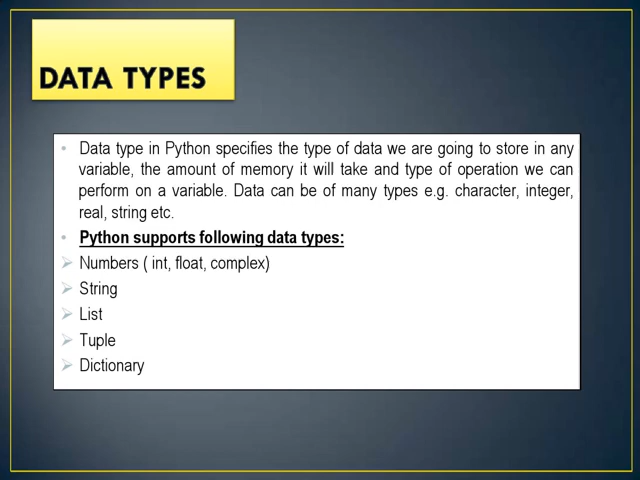 DATA TYPES
• Data type in Python specifies the type of data we are going to store in any
variable, the amount of memory it will take and type of operation we can
perform on a variable. Data can be of many types e.g. character, integer,
real, string etc.
• Python supports following data types:
➢ Numbers ( int, float, complex)
➢ String
➢ List
➢ Tuple
➢ Dictionary